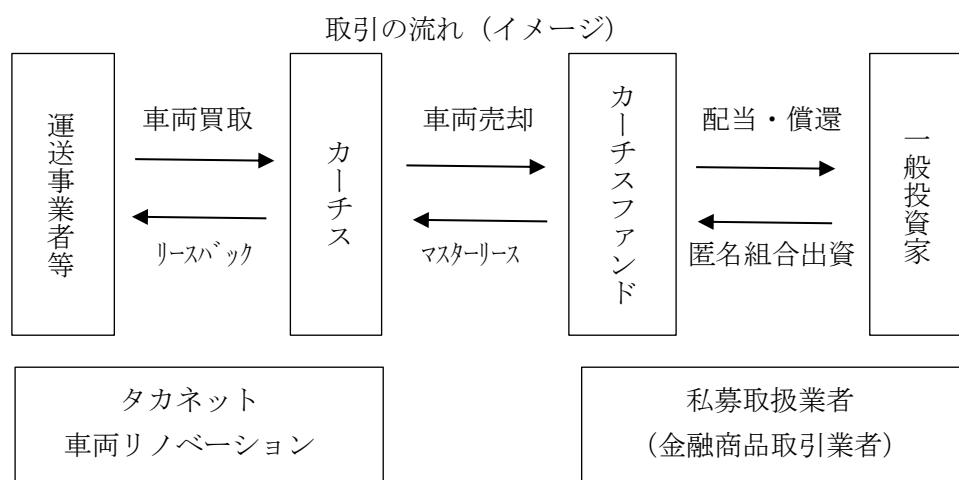 取引の流れ（イメージ）
運送事業者等
車両買取
リースバック
カーチス
車両売却
マスターリース
カーチスファンド
配当・償還
匿名組合出資
一般投資家
タカネット
車両リノベーション
私募取扱業者
（金融商品取引業者）